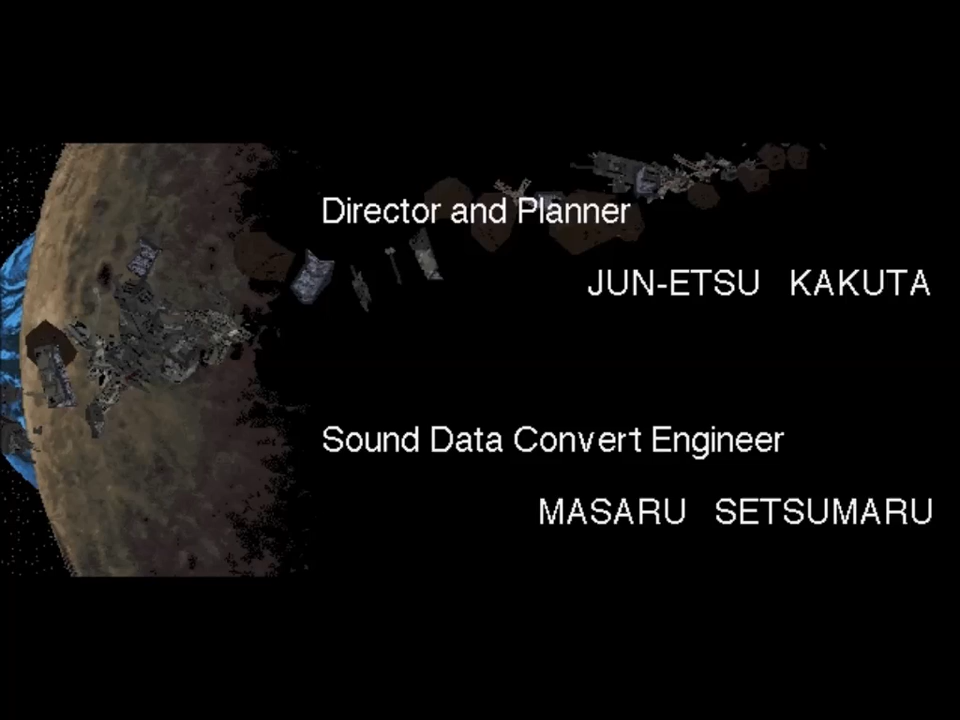 Director and Planner
JUN-ETSU KAKUTA
Sound Data Convert Engineer
MASARU SETSUMARU